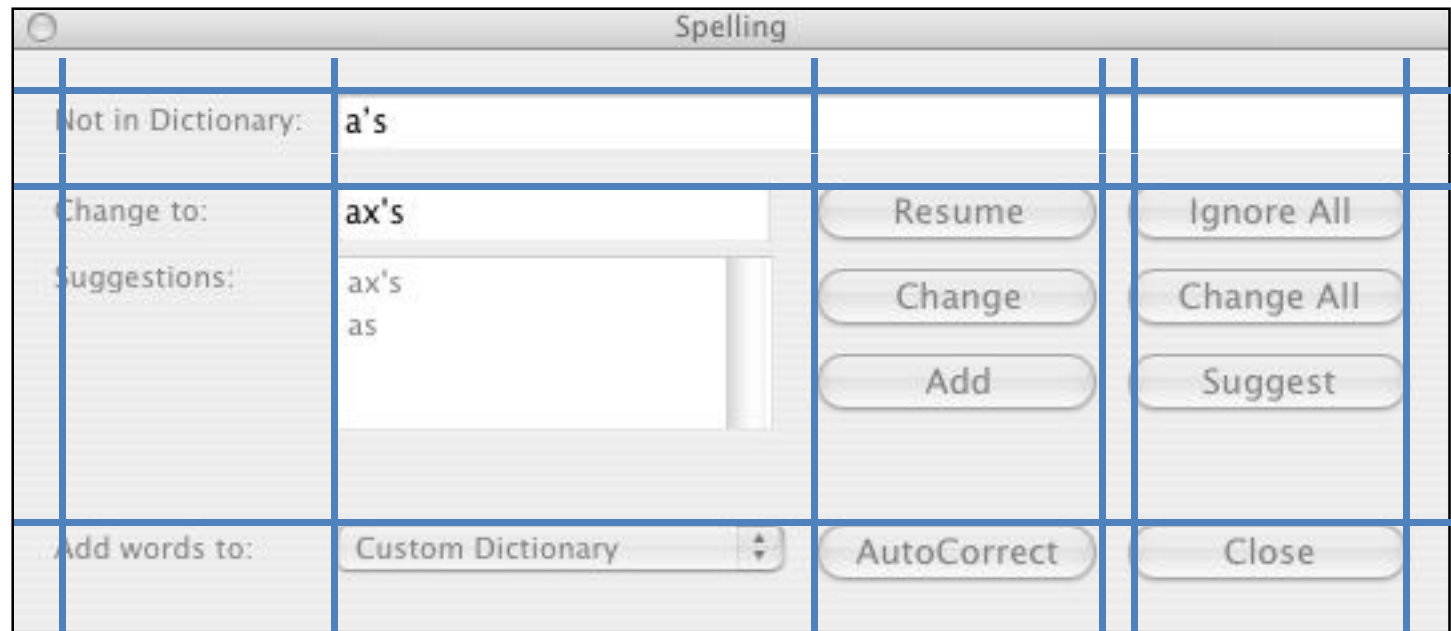 Spelling
Not in Dictionary: a's
Change to: ax's Resume Ignore All
Suggestions: ax's Change Change All
as
Add Suggest
Add words to: Custom Dictionary AutoCorrect Close